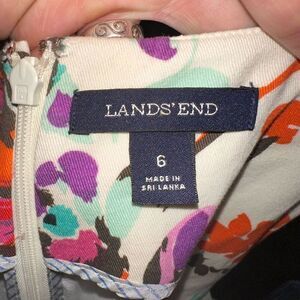 LANDS' END
6
MADE IN
SRI LANKA